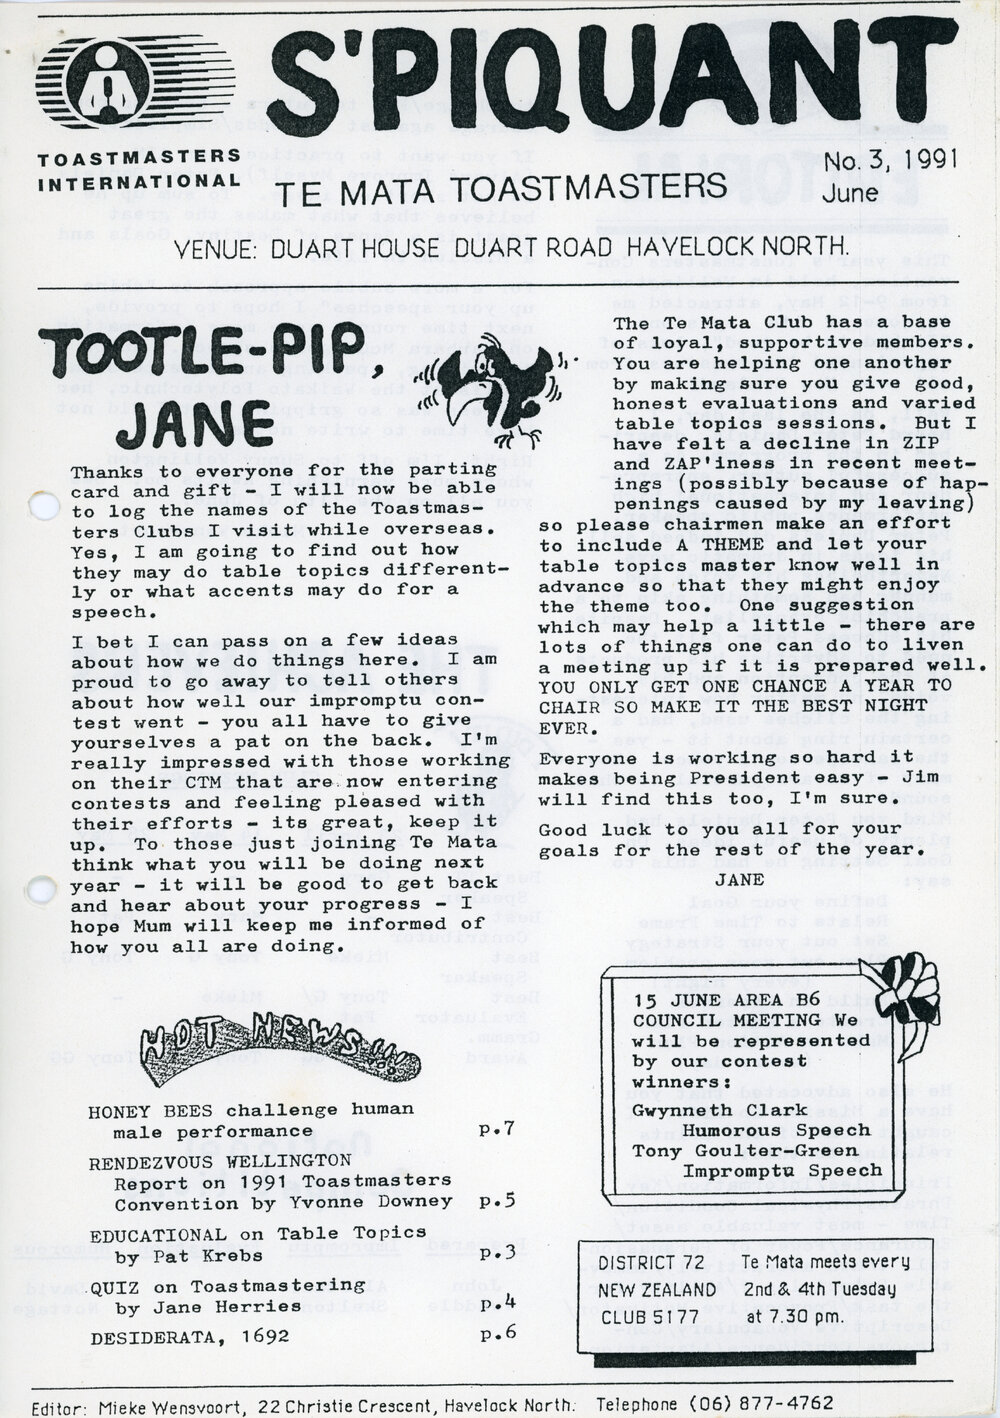 S'PIQUANT
TOASTMASTERS
INTERNATIONAL
TE MATA TOASTMASTERS
No.3, 1991
June
VENUE: DUART HOUSE DUART ROAD HAVELOCK NORTH.
TOOTLE-PIP,
JANE
Thanks to everyone for the parting
card and gift - I will now be able
to log the names of the Toastmas-
ters Clubs I visit while overseas.
Yes, I am going to find out how
they may do table topics different-
ly or what accents may do for a
speech.
I bet I can pass on a few ideas
about how we do things here.  I am
proud to go away to tell others
about how well our impromptu con-
test went - you all have to give
yourselves a pat on the back.  I'm
really impressed with those working
on their CTM that are now entering
contests and feeling pleased with
their efforts - its great, keep it
up.  To those just joining Te Mata
think what you will be doing next
year - it will be good to get back
and hear about your progress - I
hope Mum will keep me informed of
how you all are doing.
The Te Mata Club has a base
of loyal, supportive members.
You are helping one another
by making sure you give good,
honest evaluations and varied
table topics sessions.  But I
have felt a decline in ZIP
and ZAP'iness in recent meet-
ings (possibly because of hap-
penings caused by my leaving)
so please chairmen make an effort
to include A THEME and let your
table topics master know well in
advance so that they might enjoy
the theme too.  One suggestion
which may help a little - there are
lots of things one can do to liven
a meeting up if it is prepared well.
YOU ONLY GET ONE CHANCE A YEAR TO
CHAIR SO MAKE IT THE BEST NIGHT
EVER.
Everyone is working so hard it
makes being President easy - Jim
will find this too, I'm sure.
Good luck to you all for your
goals for the rest of the year.
JANE
HOT NEWS!!!
HONEY BEES challenge human
male performance p.7
RENDEZVOUS WELLINGTON
Report on 1991 Toastmasters
Convention by Yvonne Downey p.5
EDUCATIONAL on Table Topics
by Pat Krebs p.3
QUIZ on Toastmastering
by Jane Herries p.4
DESIDERATA, 1692 p.6
15 JUNE AREA B6
COUNCIL MEETING We
will be represented
by our contest
winners:
Gwynneth Clark
Humorous Speech
Tony Goulter-Green
Impromptu Speech
DISTRICT 72 Te Mata meets every
NEW ZEALAND 2nd & 4th Tuesday
CLUB 5177 at 7.30 pm.
Editor: Mieke Wensvoort, 22 Christie Crescent, Havelock North. Telephone (06) 877-4762